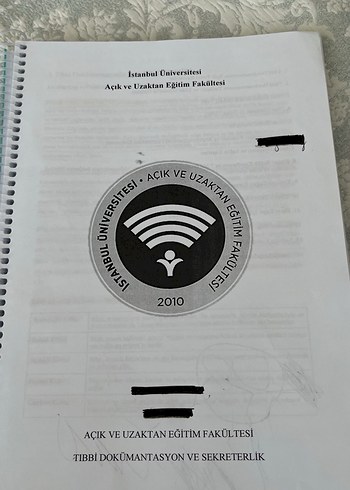 İstanbul Üniversitesi
Açık ve Uzaktan Eğitim Fakültesi
İSTANBUL ÜNİVERSİTESİ • AÇIK VE UZAKTAN EĞİTİM FAKÜLTESİ
2010
AÇIK VE UZAKTAN EĞİTİM FAKÜLTESİ
TIBBİ DOKÜMANTASYON VE SEKRETERLİK